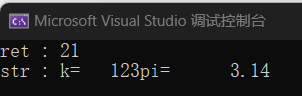 Microsoft Visual Studio 调试控制台
ret : 21
str : k=   123pi=      3.14